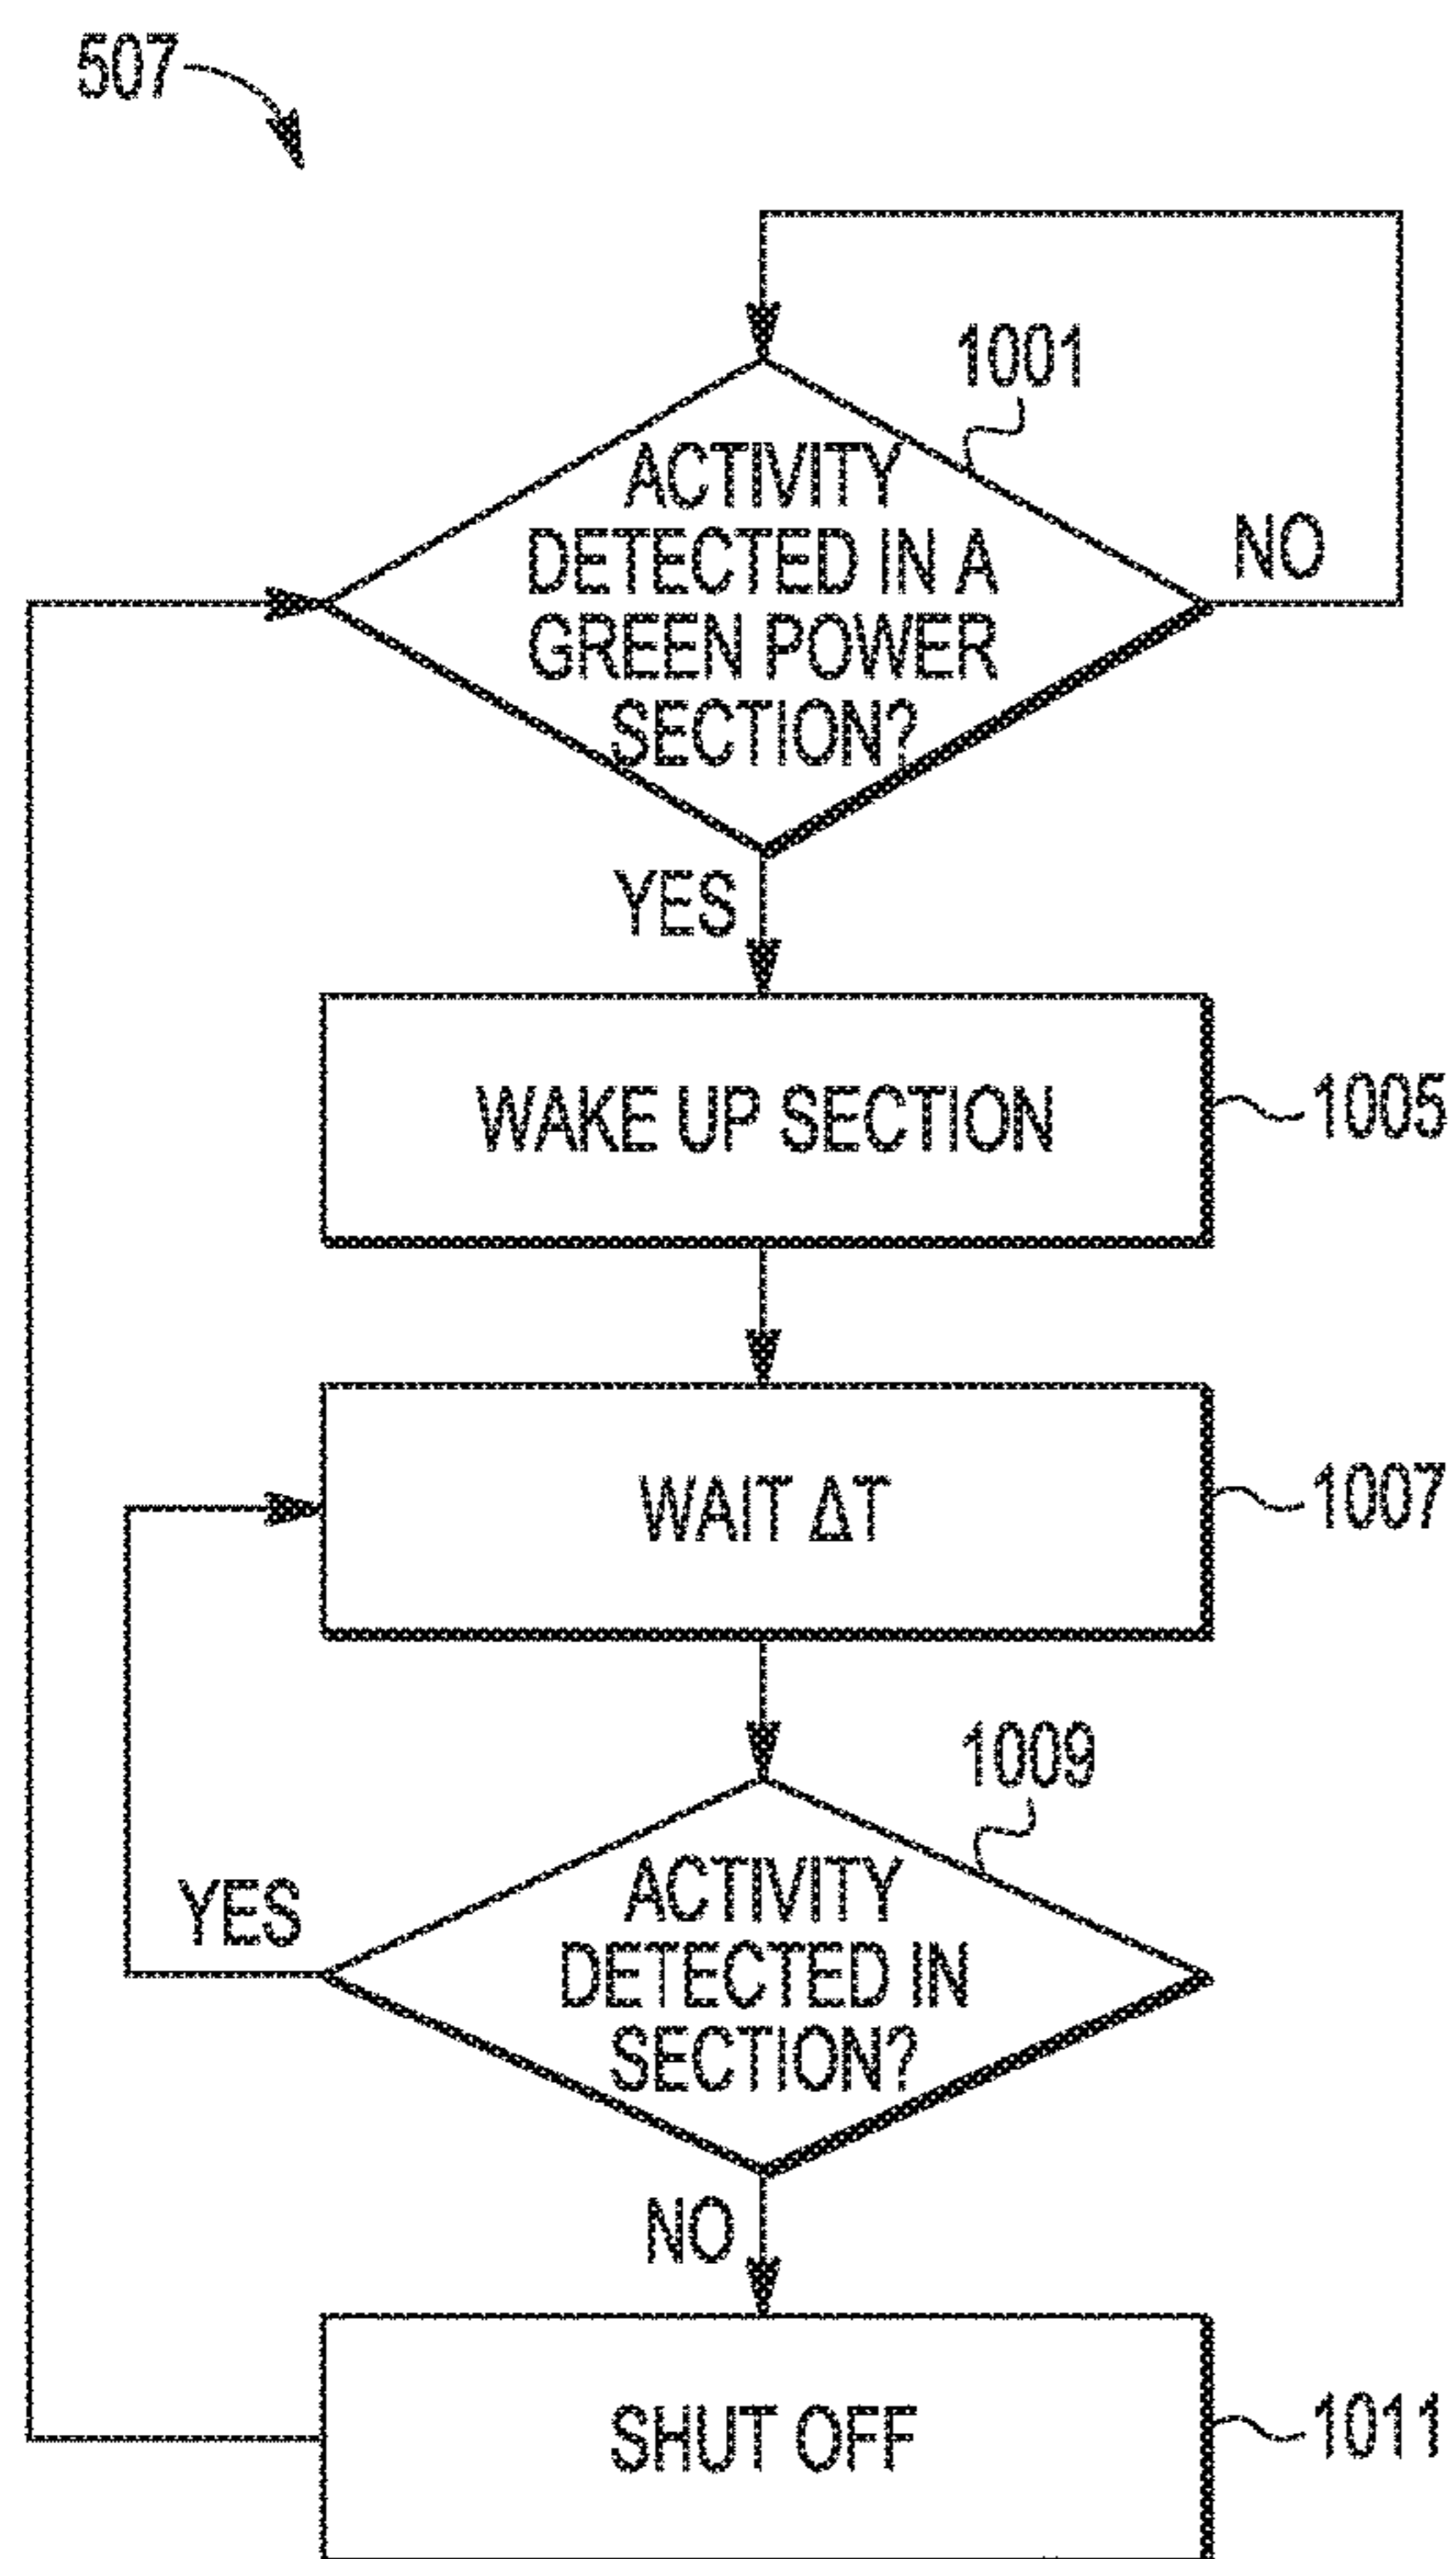 507
1001
ACTIVITY
DETECTED IN A
GREEN POWER
SECTION?
NO
YES
WAKE UP SECTION
1005
WAIT ΔT
1007
1009
ACTIVITY
DETECTED IN
SECTION?
YES
NO
SHUT OFF
1011